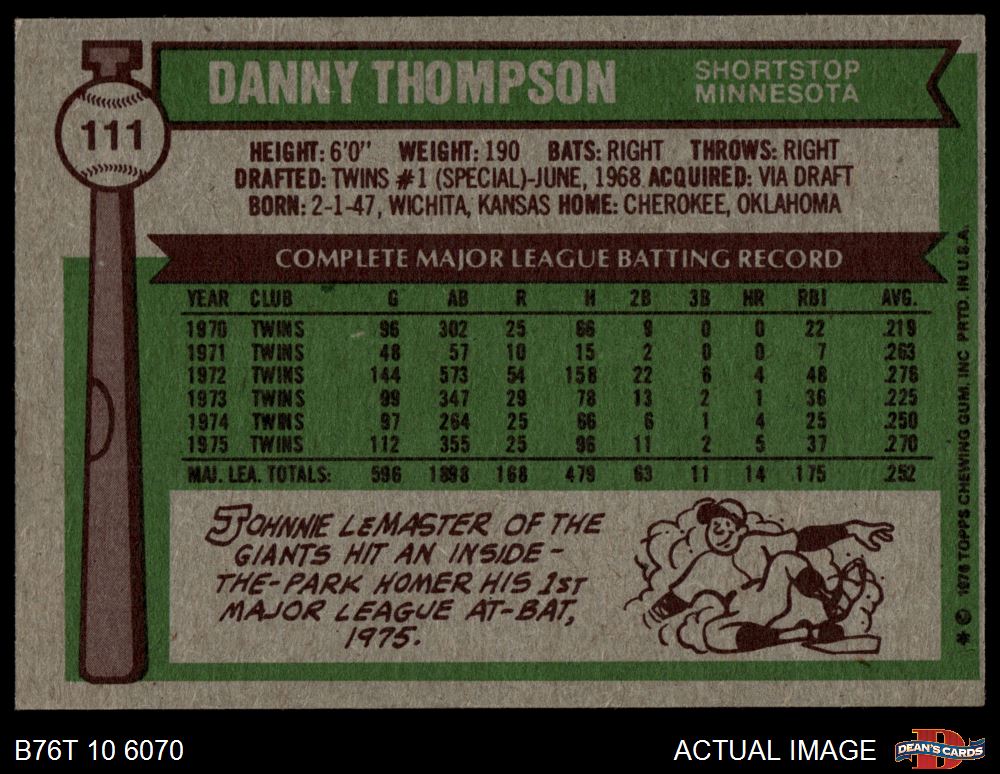 111
DANNY THOMPSON
SHORTSTOP
MINNESOTA
HEIGHT: 6'0" WEIGHT: 190 BATS: RIGHT THROWS: RIGHT
DRAFTED: TWINS #1 (SPECIAL)-JUNE, 1968 ACQUIRED: VIA DRAFT
BORN: 2-1-47, WICHITA, KANSAS HOME: CHEROKEE, OKLAHOMA
COMPLETE MAJOR LEAGUE BATTING RECORD
YEAR CLUB G AB R H 2B 3B HR RBI AVG.
1970 TWINS 96 302 25 66 9 0 0 22 .219
1971 TWINS 48 57 10 15 2 0 0 7 .263
1972 TWINS 144 573 54 158 22 6 4 48 .276
1973 TWINS 99 347 29 78 13 2 1 36 .225
1974 TWINS 97 264 25 66 6 1 4 25 .250
1975 TWINS 112 355 25 96 11 2 5 37 .270
MAJ. LEA. TOTALS: 596 1898 168 479 63 11 14 175 .252
JOHNNIE LEMASTER OF THE
GIANTS HIT AN INSIDE-
THE-PARK HOMER HIS 1ST
MAJOR LEAGUE AT-BAT,
1975.
* © 1976 TOPPS CHEWING GUM, INC. PRTD. IN U.S.A.
B76T 10 6070
ACTUAL IMAGE
D
DEAN'S CARDS